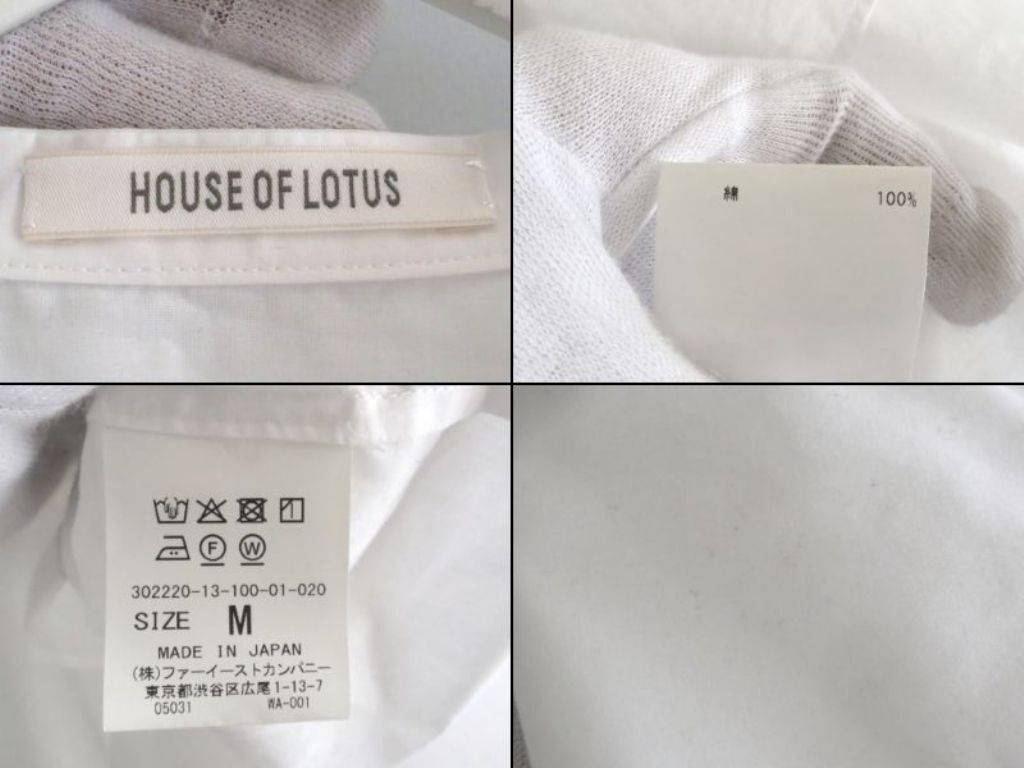 HOUSE OF LOTUS
綿 100%
F W
302220-13-100-01-020
SIZE M
MADE IN JAPAN
(株)ファーイーストカンパニー
東京都渋谷区広尾1-13-7
05031 WA-001